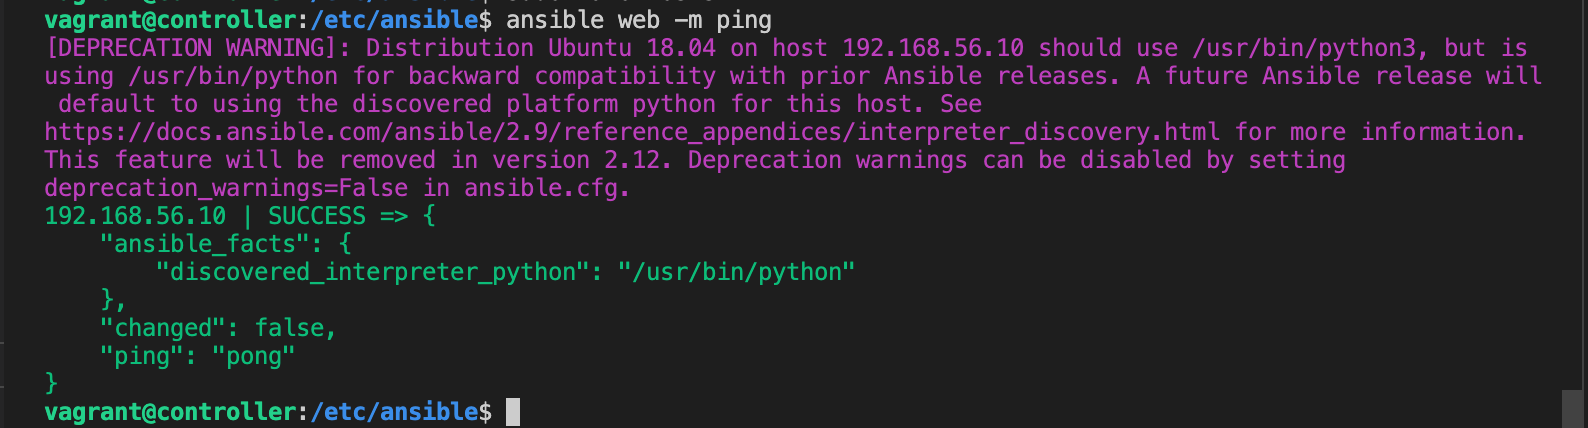 vagrant@controller:/etc/ansible$ ansible web -m ping
[DEPRECATION WARNING]: Distribution Ubuntu 18.04 on host 192.168.56.10 should use /usr/bin/python3, but is
using /usr/bin/python for backward compatibility with prior Ansible releases. A future Ansible release will
 default to using the discovered platform python for this host. See
https://docs.ansible.com/ansible/2.9/reference_appendices/interpreter_discovery.html for more information.
This feature will be removed in version 2.12. Deprecation warnings can be disabled by setting
deprecation_warnings=False in ansible.cfg.
192.168.56.10 | SUCCESS => {
    "ansible_facts": {
        "discovered_interpreter_python": "/usr/bin/python"
    },
    "changed": false,
    "ping": "pong"
}
vagrant@controller:/etc/ansible$